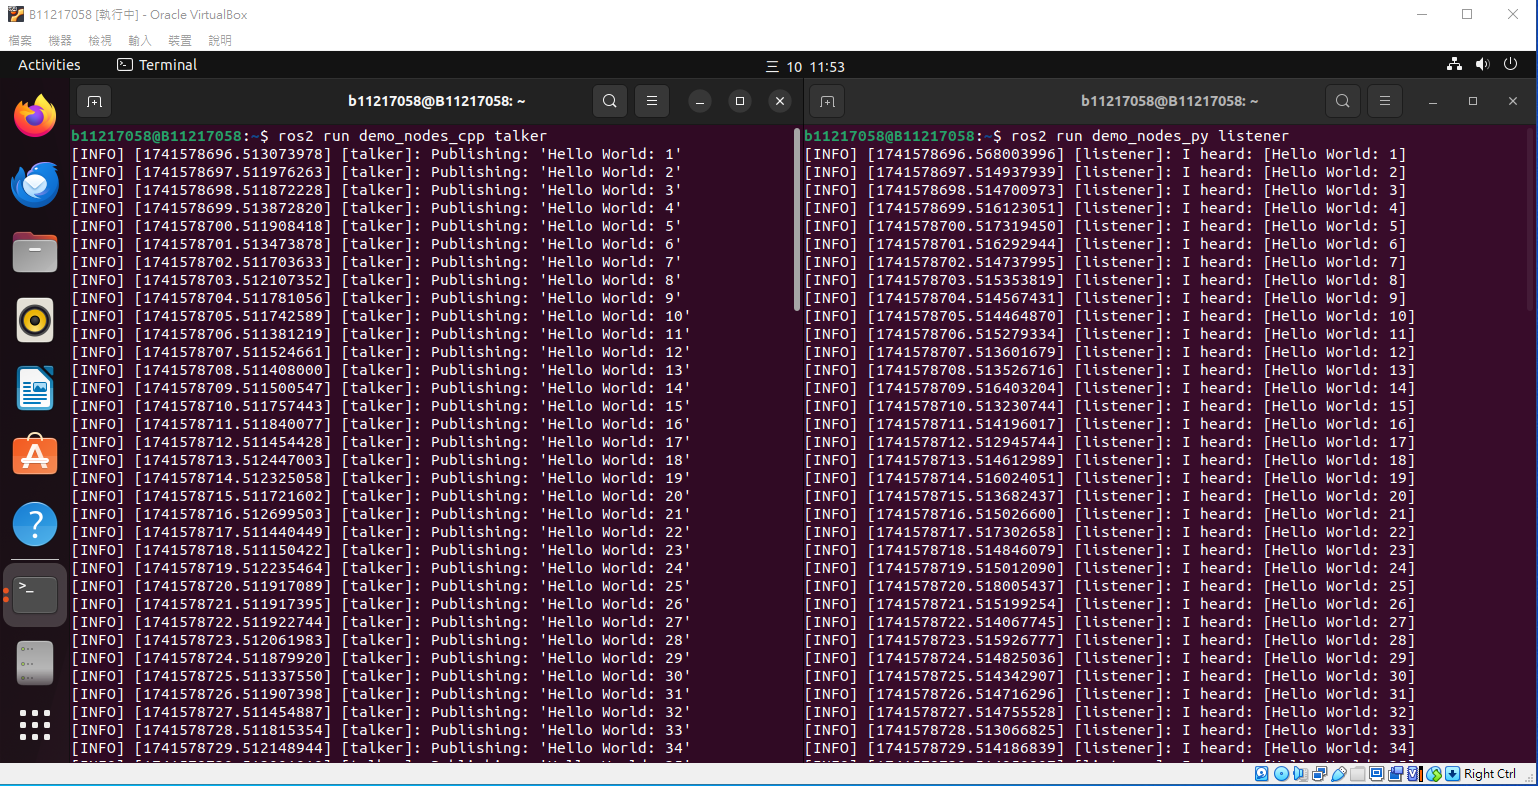 B11217058 [執行中] - Oracle VirtualBox
檔案 機器 檢視 輸入 裝置 說明
Activities Terminal 三 10 11:53
b11217058@B11217058: ~
b11217058@B11217058:~$ ros2 run demo_nodes_cpp talker
[INFO] [1741578696.513073978] [talker]: Publishing: 'Hello World: 1'
[INFO] [1741578697.511976263] [talker]: Publishing: 'Hello World: 2'
[INFO] [1741578698.511872228] [talker]: Publishing: 'Hello World: 3'
[INFO] [1741578699.513872820] [talker]: Publishing: 'Hello World: 4'
[INFO] [1741578700.511908418] [talker]: Publishing: 'Hello World: 5'
[INFO] [1741578701.513473878] [talker]: Publishing: 'Hello World: 6'
[INFO] [1741578702.511703633] [talker]: Publishing: 'Hello World: 7'
[INFO] [1741578703.512107352] [talker]: Publishing: 'Hello World: 8'
[INFO] [1741578704.511781056] [talker]: Publishing: 'Hello World: 9'
[INFO] [1741578705.511742589] [talker]: Publishing: 'Hello World: 10'
[INFO] [1741578706.511381219] [talker]: Publishing: 'Hello World: 11'
[INFO] [1741578707.511524661] [talker]: Publishing: 'Hello World: 12'
[INFO] [1741578708.511408000] [talker]: Publishing: 'Hello World: 13'
[INFO] [1741578709.511500547] [talker]: Publishing: 'Hello World: 14'
[INFO] [1741578710.511757443] [talker]: Publishing: 'Hello World: 15'
[INFO] [1741578711.511840077] [talker]: Publishing: 'Hello World: 16'
[INFO] [1741578712.511454428] [talker]: Publishing: 'Hello World: 17'
[INFO] [1741578713.512447003] [talker]: Publishing: 'Hello World: 18'
[INFO] [1741578714.512325058] [talker]: Publishing: 'Hello World: 19'
[INFO] [1741578715.511721602] [talker]: Publishing: 'Hello World: 20'
[INFO] [1741578716.512699503] [talker]: Publishing: 'Hello World: 21'
[INFO] [1741578717.511440449] [talker]: Publishing: 'Hello World: 22'
[INFO] [1741578718.511150422] [talker]: Publishing: 'Hello World: 23'
[INFO] [1741578719.512235464] [talker]: Publishing: 'Hello World: 24'
[INFO] [1741578720.511917089] [talker]: Publishing: 'Hello World: 25'
[INFO] [1741578721.511917395] [talker]: Publishing: 'Hello World: 26'
[INFO] [1741578722.511922744] [talker]: Publishing: 'Hello World: 27'
[INFO] [1741578723.512061983] [talker]: Publishing: 'Hello World: 28'
[INFO] [1741578724.511879920] [talker]: Publishing: 'Hello World: 29'
[INFO] [1741578725.511337550] [talker]: Publishing: 'Hello World: 30'
[INFO] [1741578726.511907398] [talker]: Publishing: 'Hello World: 31'
[INFO] [1741578727.511454887] [talker]: Publishing: 'Hello World: 32'
[INFO] [1741578728.511815354] [talker]: Publishing: 'Hello World: 33'
[INFO] [1741578729.512148944] [talker]: Publishing: 'Hello World: 34'
b11217058@B11217058: ~
b11217058@B11217058:~$ ros2 run demo_nodes_py listener
[INFO] [1741578696.568003996] [listener]: I heard: [Hello World: 1]
[INFO] [1741578697.514937939] [listener]: I heard: [Hello World: 2]
[INFO] [1741578698.514700973] [listener]: I heard: [Hello World: 3]
[INFO] [1741578699.516123051] [listener]: I heard: [Hello World: 4]
[INFO] [1741578700.517319450] [listener]: I heard: [Hello World: 5]
[INFO] [1741578701.516292944] [listener]: I heard: [Hello World: 6]
[INFO] [1741578702.514737995] [listener]: I heard: [Hello World: 7]
[INFO] [1741578703.515353819] [listener]: I heard: [Hello World: 8]
[INFO] [1741578704.514567431] [listener]: I heard: [Hello World: 9]
[INFO] [1741578705.514464870] [listener]: I heard: [Hello World: 10]
[INFO] [1741578706.515279334] [listener]: I heard: [Hello World: 11]
[INFO] [1741578707.513601679] [listener]: I heard: [Hello World: 12]
[INFO] [1741578708.513526716] [listener]: I heard: [Hello World: 13]
[INFO] [1741578709.516403204] [listener]: I heard: [Hello World: 14]
[INFO] [1741578710.513230744] [listener]: I heard: [Hello World: 15]
[INFO] [1741578711.514196017] [listener]: I heard: [Hello World: 16]
[INFO] [1741578712.512945744] [listener]: I heard: [Hello World: 17]
[INFO] [1741578713.514612989] [listener]: I heard: [Hello World: 18]
[INFO] [1741578714.516024051] [listener]: I heard: [Hello World: 19]
[INFO] [1741578715.513682437] [listener]: I heard: [Hello World: 20]
[INFO] [1741578716.515026600] [listener]: I heard: [Hello World: 21]
[INFO] [1741578717.517302658] [listener]: I heard: [Hello World: 22]
[INFO] [1741578718.514846079] [listener]: I heard: [Hello World: 23]
[INFO] [1741578719.515012090] [listener]: I heard: [Hello World: 24]
[INFO] [1741578720.518005437] [listener]: I heard: [Hello World: 25]
[INFO] [1741578721.515199254] [listener]: I heard: [Hello World: 26]
[INFO] [1741578722.514067745] [listener]: I heard: [Hello World: 27]
[INFO] [1741578723.515926777] [listener]: I heard: [Hello World: 28]
[INFO] [1741578724.514825036] [listener]: I heard: [Hello World: 29]
[INFO] [1741578725.514342907] [listener]: I heard: [Hello World: 30]
[INFO] [1741578726.514716296] [listener]: I heard: [Hello World: 31]
[INFO] [1741578727.514755528] [listener]: I heard: [Hello World: 32]
[INFO] [1741578728.513066825] [listener]: I heard: [Hello World: 33]
[INFO] [1741578729.514186839] [listener]: I heard: [Hello World: 34]
Right Ctrl